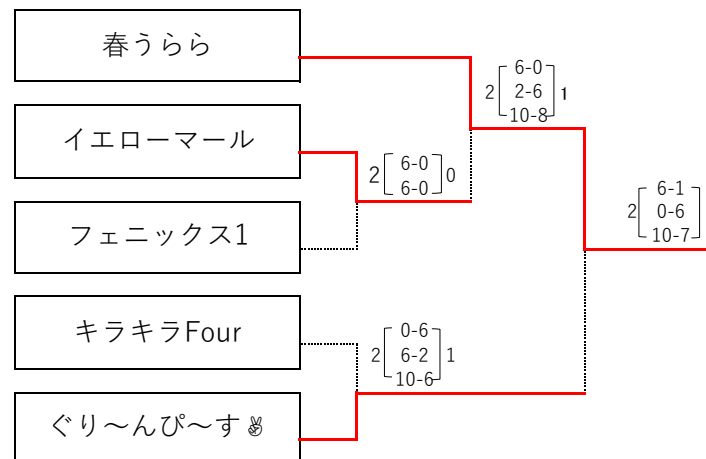 春うらら
6-0
2 2-6 1
10-8
イエローマール
6-0
2 0
6-0
6-1
2 0-6
10-7
フェニックス1
キラキラFour
0-6
2 6-2 1
10-6
ぐり～んぴ～す✌